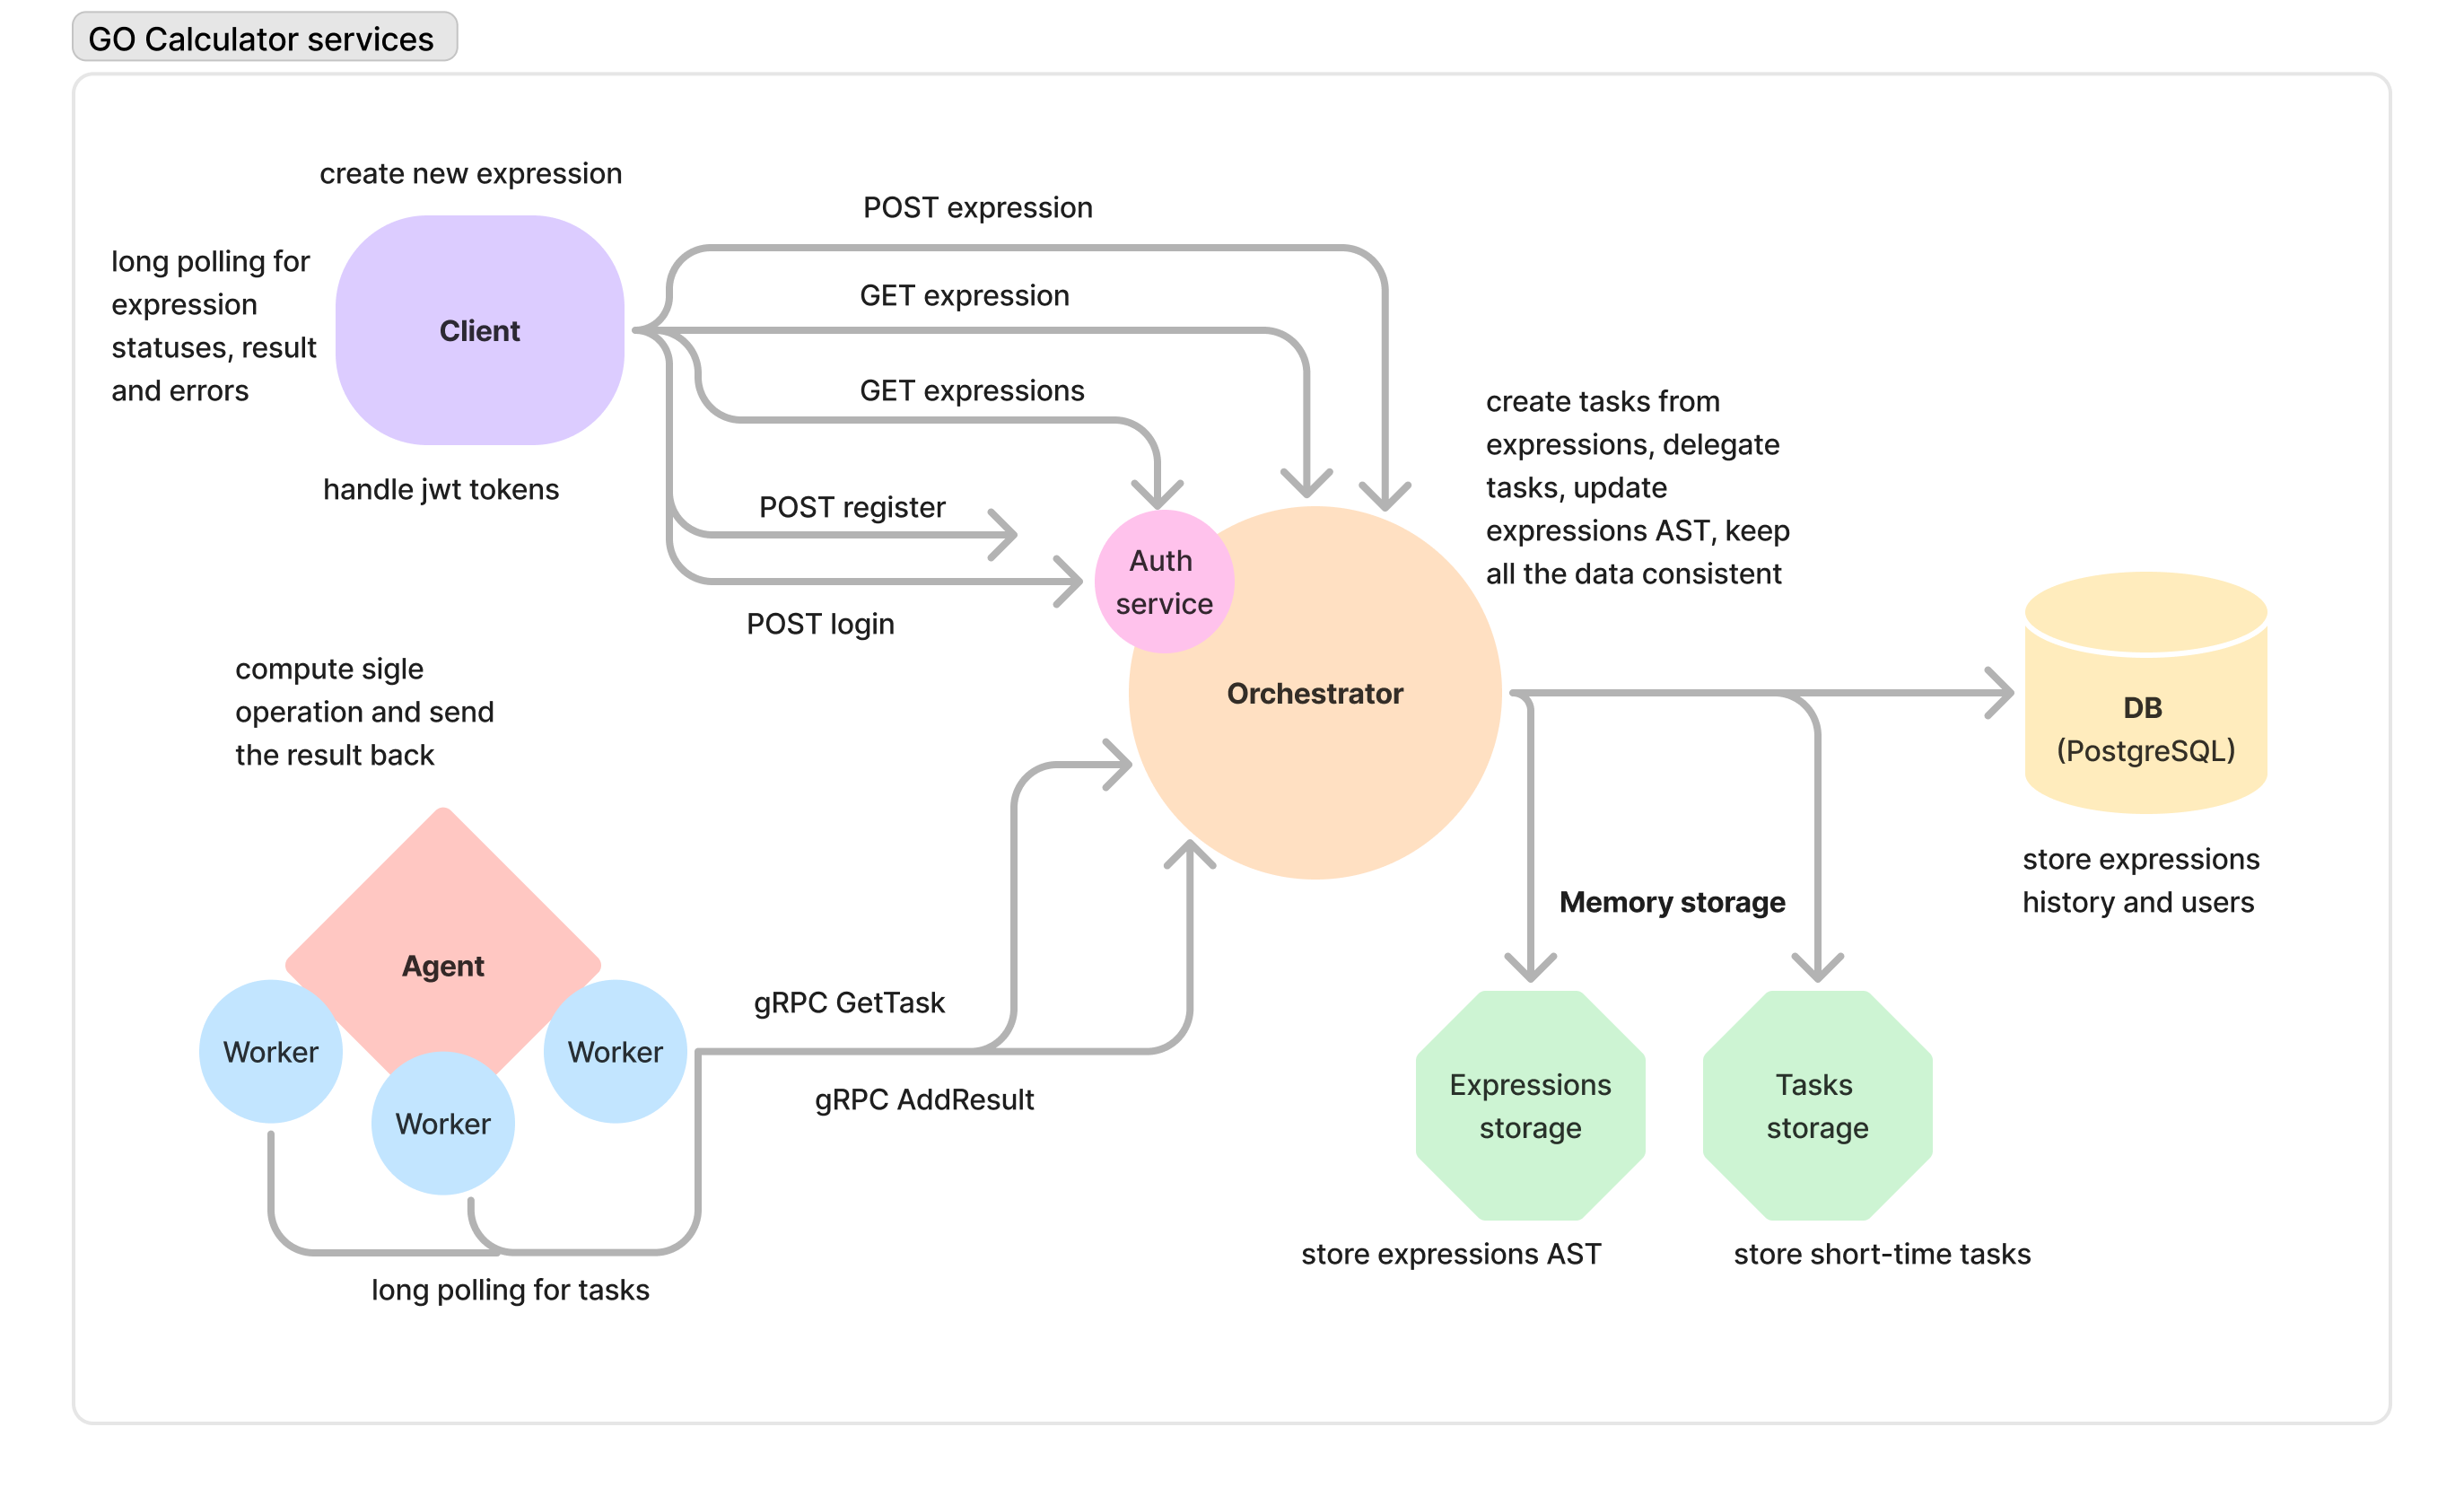 GO Calculator services
create new expression
long polling for
expression
statuses, result
and errors
Client
handle jwt tokens
POST expression
GET expression
GET expressions
POST register
POST login
Auth
service
Orchestrator
create tasks from
expressions, delegate
tasks, update
expressions AST, keep
all the data consistent
DB
(PostgreSQL)
store expressions
history and users
compute sigle
operation and send
the result back
Agent
Worker
Worker
Worker
long polling for tasks
gRPC GetTask
gRPC AddResult
Memory storage
Expressions
storage
Tasks
storage
store expressions AST
store short-time tasks